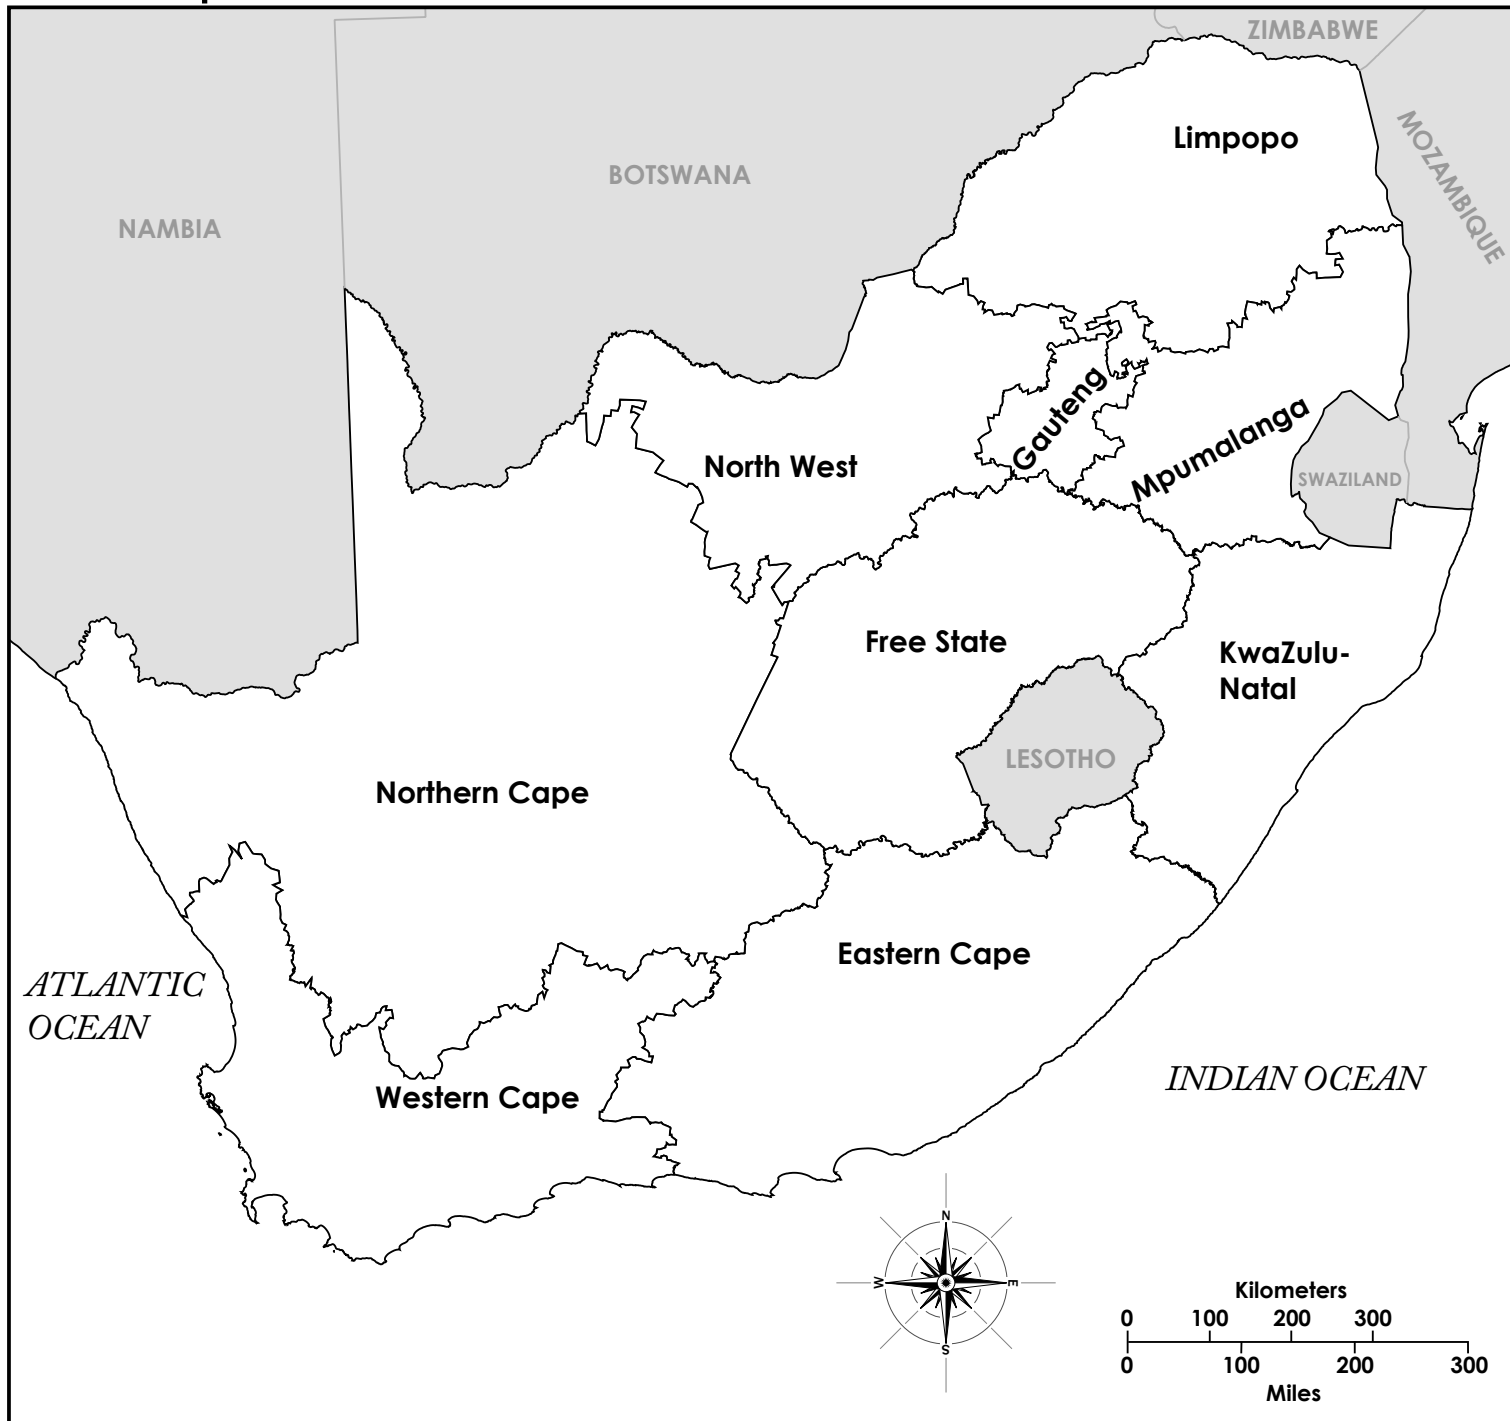 ZIMBABWE
Limpopo
MOZAMBIQUE
BOTSWANA
NAMBIA
Gauteng
Mpumalanga
North West
SWAZILAND
Free State
KwaZulu-
Natal
LESOTHO
Northern Cape
Eastern Cape
ATLANTIC
OCEAN
INDIAN OCEAN
Western Cape
N
W
E
S
Kilometers
0 100 200 300
0 100 200 300
Miles